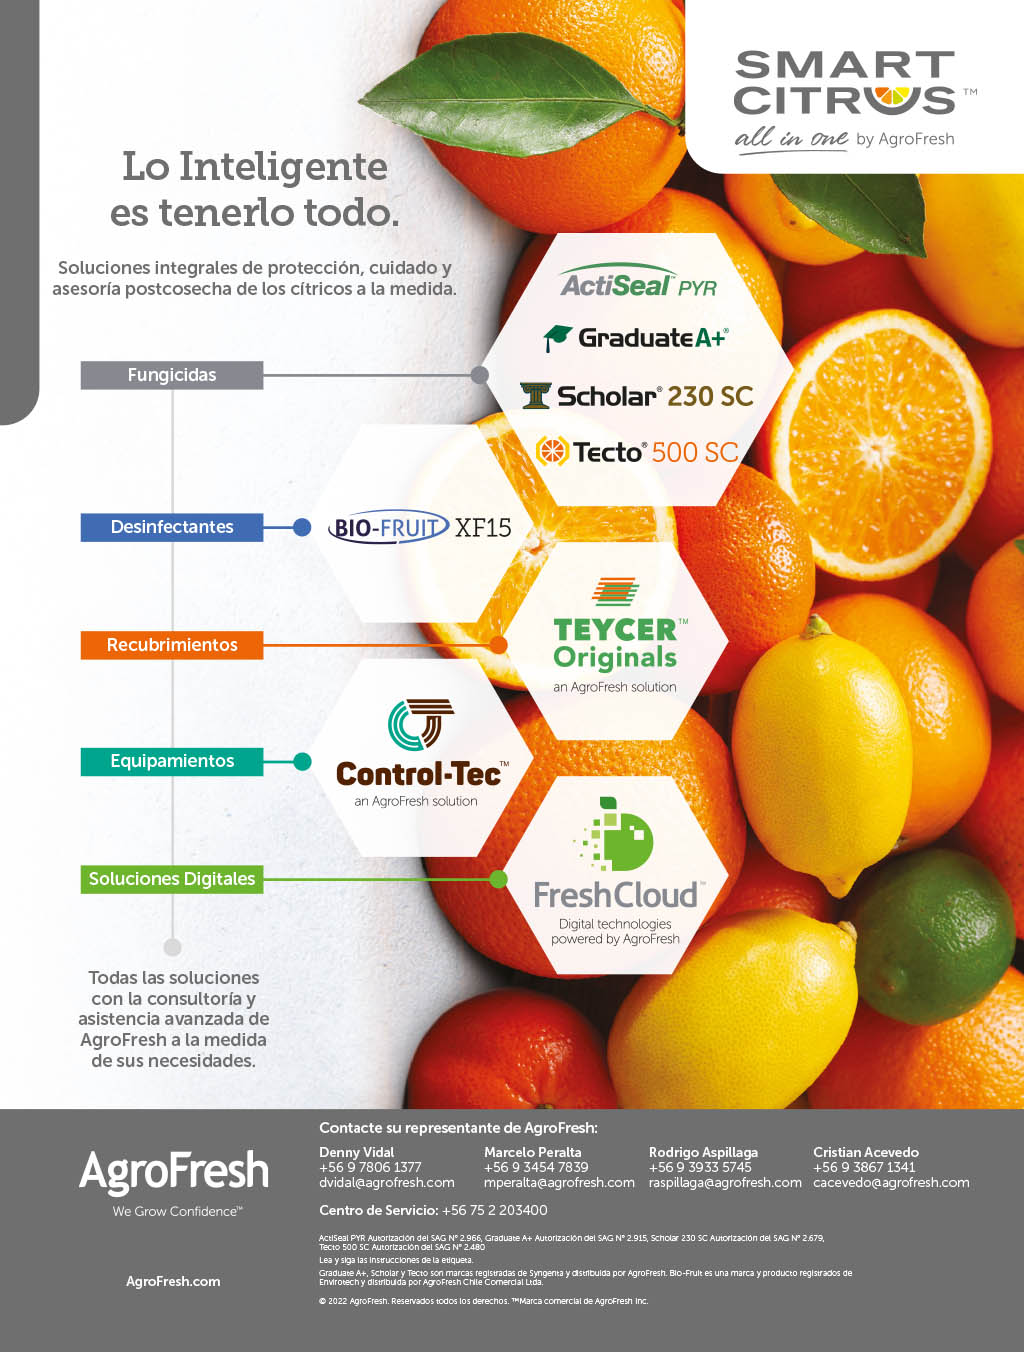 SMART
CITRUS™
all in one by AgroFresh
Lo Inteligente
es tenerlo todo.
Soluciones integrales de protección, cuidado y
asesoría postcosecha de los cítricos a la medida.
Fungicidas
ActiSeal™ PYR
Graduate A+®
Scholar® 230 SC
Tecto® 500 SC
Desinfectantes
BIO-FRUIT XF15
Recubrimientos
TEYCER™
Originals
an AgroFresh solution
Equipamientos
Control-Tec™
an AgroFresh solution
Soluciones Digitales
FreshCloud™
Digital technologies
powered by AgroFresh
Todas las soluciones
con la consultoría y
asistencia avanzada de
AgroFresh a la medida
de sus necesidades.
AgroFresh
We Grow Confidence™
AgroFresh.com
Contacte su representante de AgroFresh:
Denny Vidal
+56 9 7806 1377
dvidal@agrofresh.com
Marcelo Peralta
+56 9 3454 7839
mperalta@agrofresh.com
Rodrigo Aspillaga
+56 9 3933 5745
raspillaga@agrofresh.com
Cristian Acevedo
+56 9 3867 1341
cacevedo@agrofresh.com
Centro de Servicio: +56 75 2 203400
ActiSeal PYR Autorización del SAG N° 2.966, Graduate A+ Autorización del SAG N° 2.915, Scholar 230 SC Autorización del SAG N° 2.679,
Tecto 500 SC Autorización del SAG N° 2.480
Lea y siga las instrucciones de la etiqueta.
Graduate A+, Scholar y Tecto son marcas registradas de Syngenta y distribuida por AgroFresh. Bio-Fruit es una marca y producto registrados de
Envirotech y distribuida por AgroFresh Chile Comercial Ltda.
© 2022 AgroFresh. Reservados todos los derechos. ™Marca comercial de AgroFresh Inc.